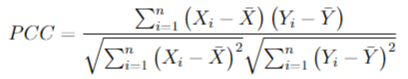 PCC = \frac{\sum_{i=1}^{n} (X_i - \bar{X}) (Y_i - \bar{Y})}{\sqrt{\sum_{i=1}^{n} (X_i - \bar{X})^2} \sqrt{\sum_{i=1}^{n} (Y_i - \bar{Y})^2}}